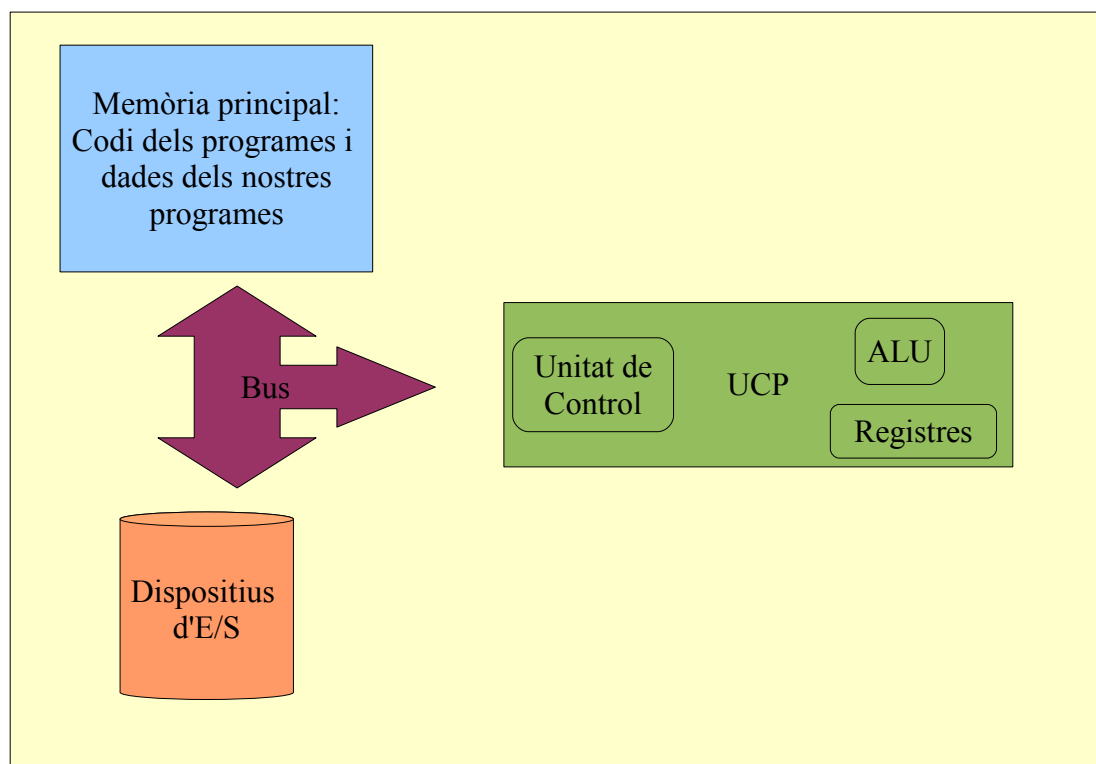 Memòria principal:
Codi dels programes i
dades dels nostres
programes
Bus
Unitat de
Control
UCP
ALU
Registres
Dispositius
d'E/S